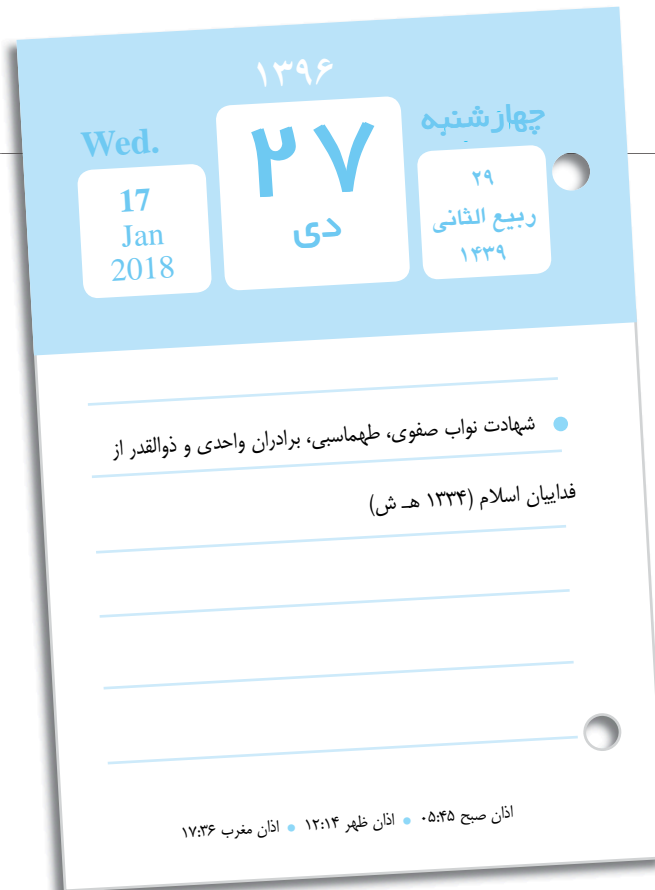 ۱۳۹۶
چهارشنبه
۲۹
ربیع الثانی
۱۴۳۹
۲۷
دی
Wed.
17
Jan
2018
شهادت نواب صفوی، طهماسبی، برادران واحدی و ذوالقدر از
فداییان اسلام (۱۳۳۴ هـ ش)
اذان صبح ۰۵:۴۵ • اذان ظهر ۱۲:۱۴ • اذان مغرب ۱۷:۳۶